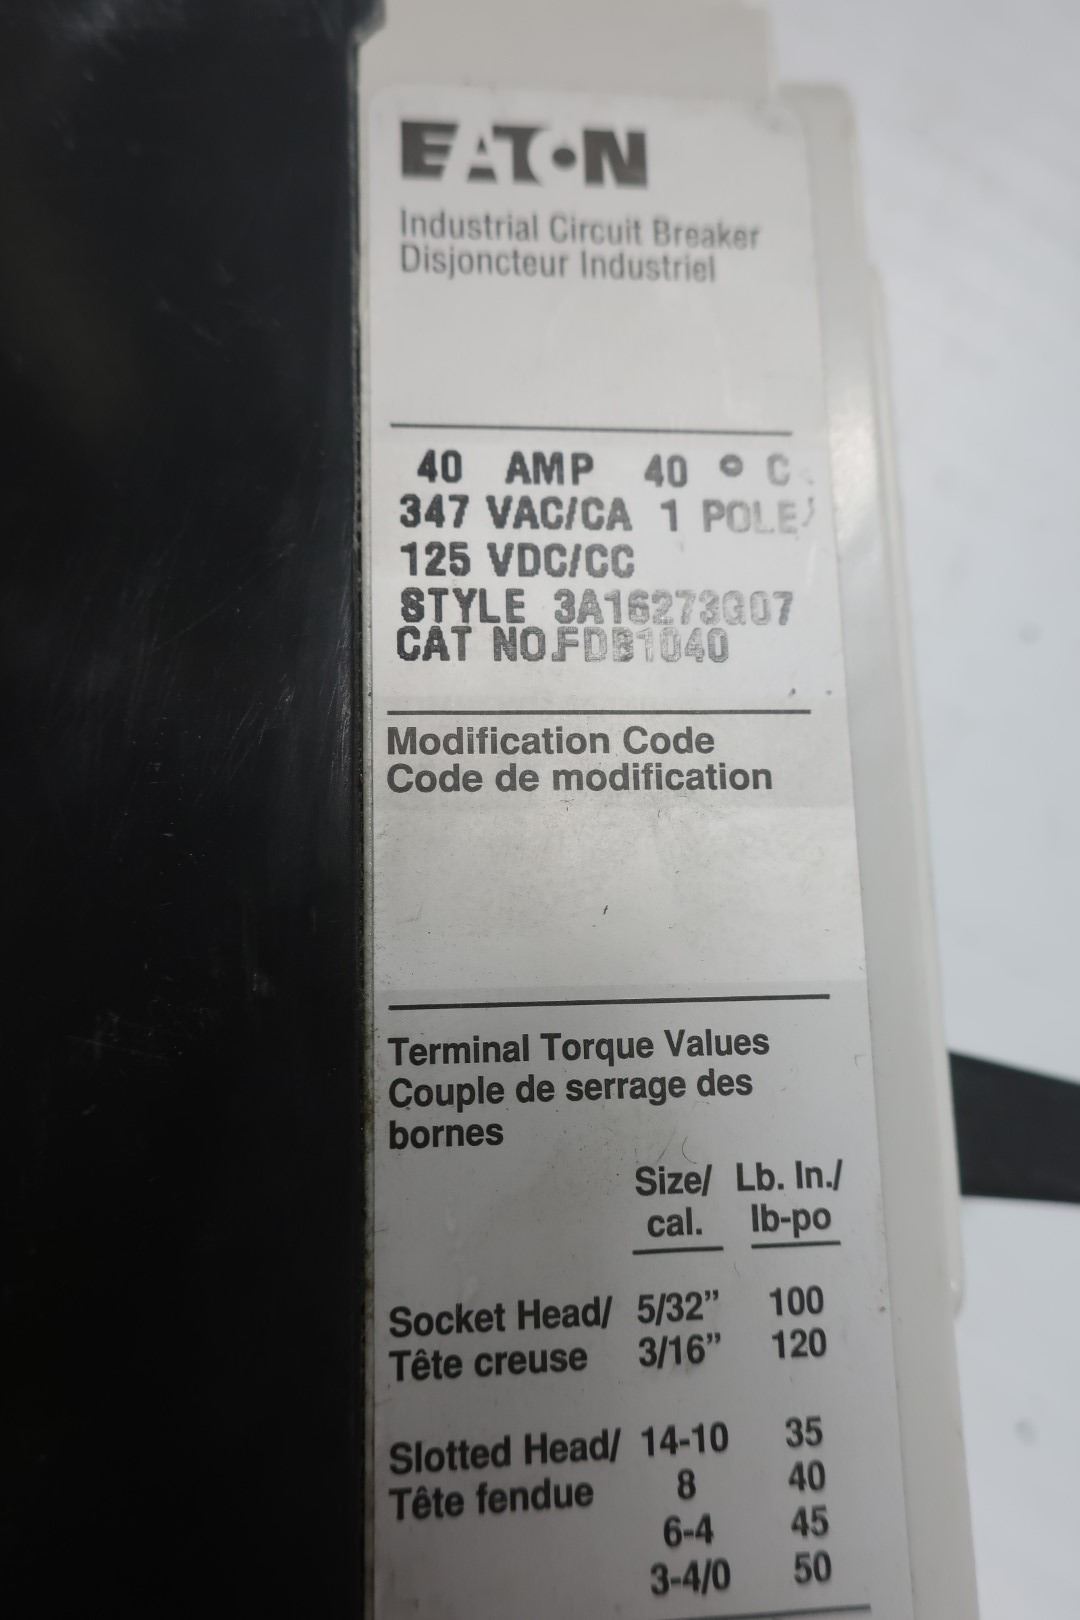 EATON
Industrial Circuit Breaker
Disjoncteur Industriel
40 AMP 40 ° C
347 VAC/CA 1 POLE/
125 VDC/CC
STYLE 3A16273G07
CAT NO.FDB1040
Modification Code
Code de modification
Terminal Torque Values
Couple de serrage des
bornes
Size/ Lb. In./
cal. lb-po
Socket Head/ 5/32” 100
Tête creuse 3/16” 120
Slotted Head/ 14-10 35
Tête fendue 8 40
6-4 45
3-4/0 50